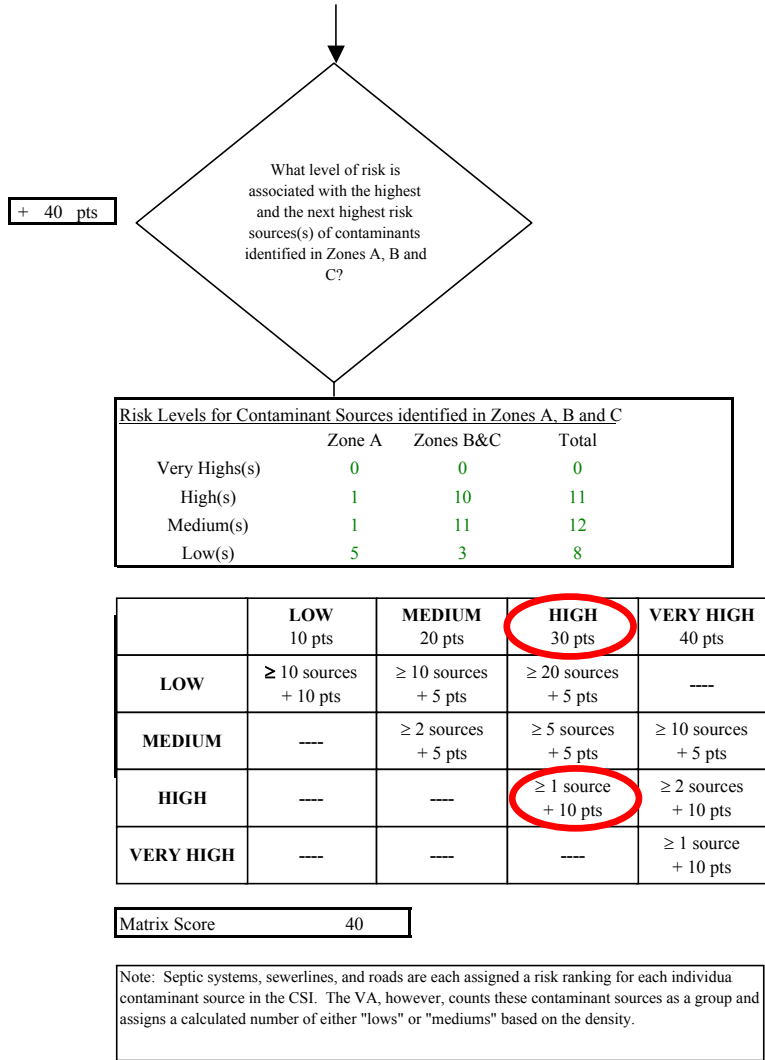 What level of risk is
associated with the highest
and the next highest risk
sources(s) of contaminants
identified in Zones A, B and
C?
+ 40 pts
Risk Levels for Contaminant Sources identified in Zones A, B and C
Zone A Zones B&C Total
Very Highs(s) 0 0 0
High(s) 1 10 11
Medium(s) 1 11 12
Low(s) 5 3 8
LOW MEDIUM HIGH VERY HIGH
10 pts 20 pts 30 pts 40 pts
LOW ≥ 10 sources + 10 pts ≥ 10 sources + 5 pts ≥ 20 sources + 5 pts ----
MEDIUM ---- ≥ 2 sources + 5 pts ≥ 5 sources + 5 pts ≥ 10 sources + 5 pts
HIGH ---- ---- ≥ 1 source + 10 pts ≥ 2 sources + 10 pts
VERY HIGH ---- ---- ---- ≥ 1 source + 10 pts
Matrix Score 40
Note: Septic systems, sewerlines, and roads are each assigned a risk ranking for each individua
contaminant source in the CSI. The VA, however, counts these contaminant sources as a group and
assigns a calculated number of either "lows" or "mediums" based on the density.